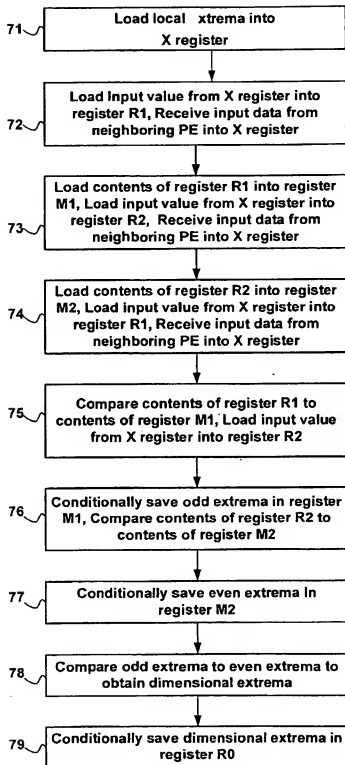 71
Load local xtrema into
X register
72
Load Input value from X register into
register R1, Receive input data from
neighboring PE into X register
73
Load contents of register R1 into register
M1, Load input value from X register into
register R2, Receive input data from
neighboring PE into X register
74
Load contents of register R2 into register
M2, Load input value from X register into
register R1, Receive input data from
neighboring PE into X register
75
Compare contents of register R1 to
contents of register M1, Load input value
from X register into register R2
76
Conditionally save odd extrema in register
M1, Compare contents of register R2 to
contents of register M2
77
Conditionally save even extrema In
register M2
78
Compare odd extrema to even extrema to
obtain dimensional extrema
79
Conditionally save dimensional extrema in
register R0